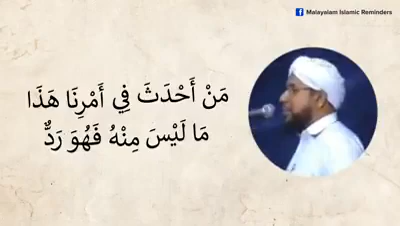 Malayalam Islamic Reminders
مَنْ أَحْدَثَ فِي أَمْرِنَا هَذَا
مَا لَيْسَ مِنْهُ فَهُوَ رَدٌّ